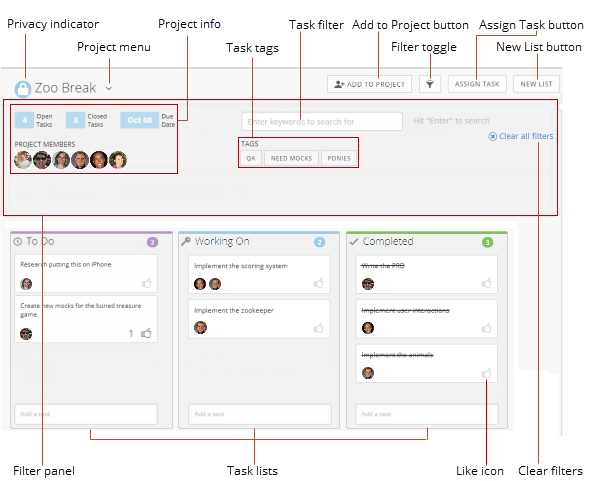 Privacy indicator
Project info
Task filter
Add to Project button
Assign Task button
Project menu
Task tags
Filter toggle
New List button
Zoo Break
ADD TO PROJECT
ASSIGN TASK
NEW LIST
4 Open Tasks
3 Closed Tasks
Oct 08 Due Date
Enter keywords to search for
Hit "Enter" to search
Clear all filters
PROJECT MEMBERS
TAGS
QA
NEED MOCKS
PONIES
To Do
2
Working On
2
Completed
3
Research putting this on iPhone
Create new mocks for the buried treasure
game
1
Add a task
Implement the scoring system
Implement the zookeeper
Add a task
Write the PRD
Implement user interactions
Implement the animals
Add a task
Filter panel
Task lists
Like icon
Clear filters